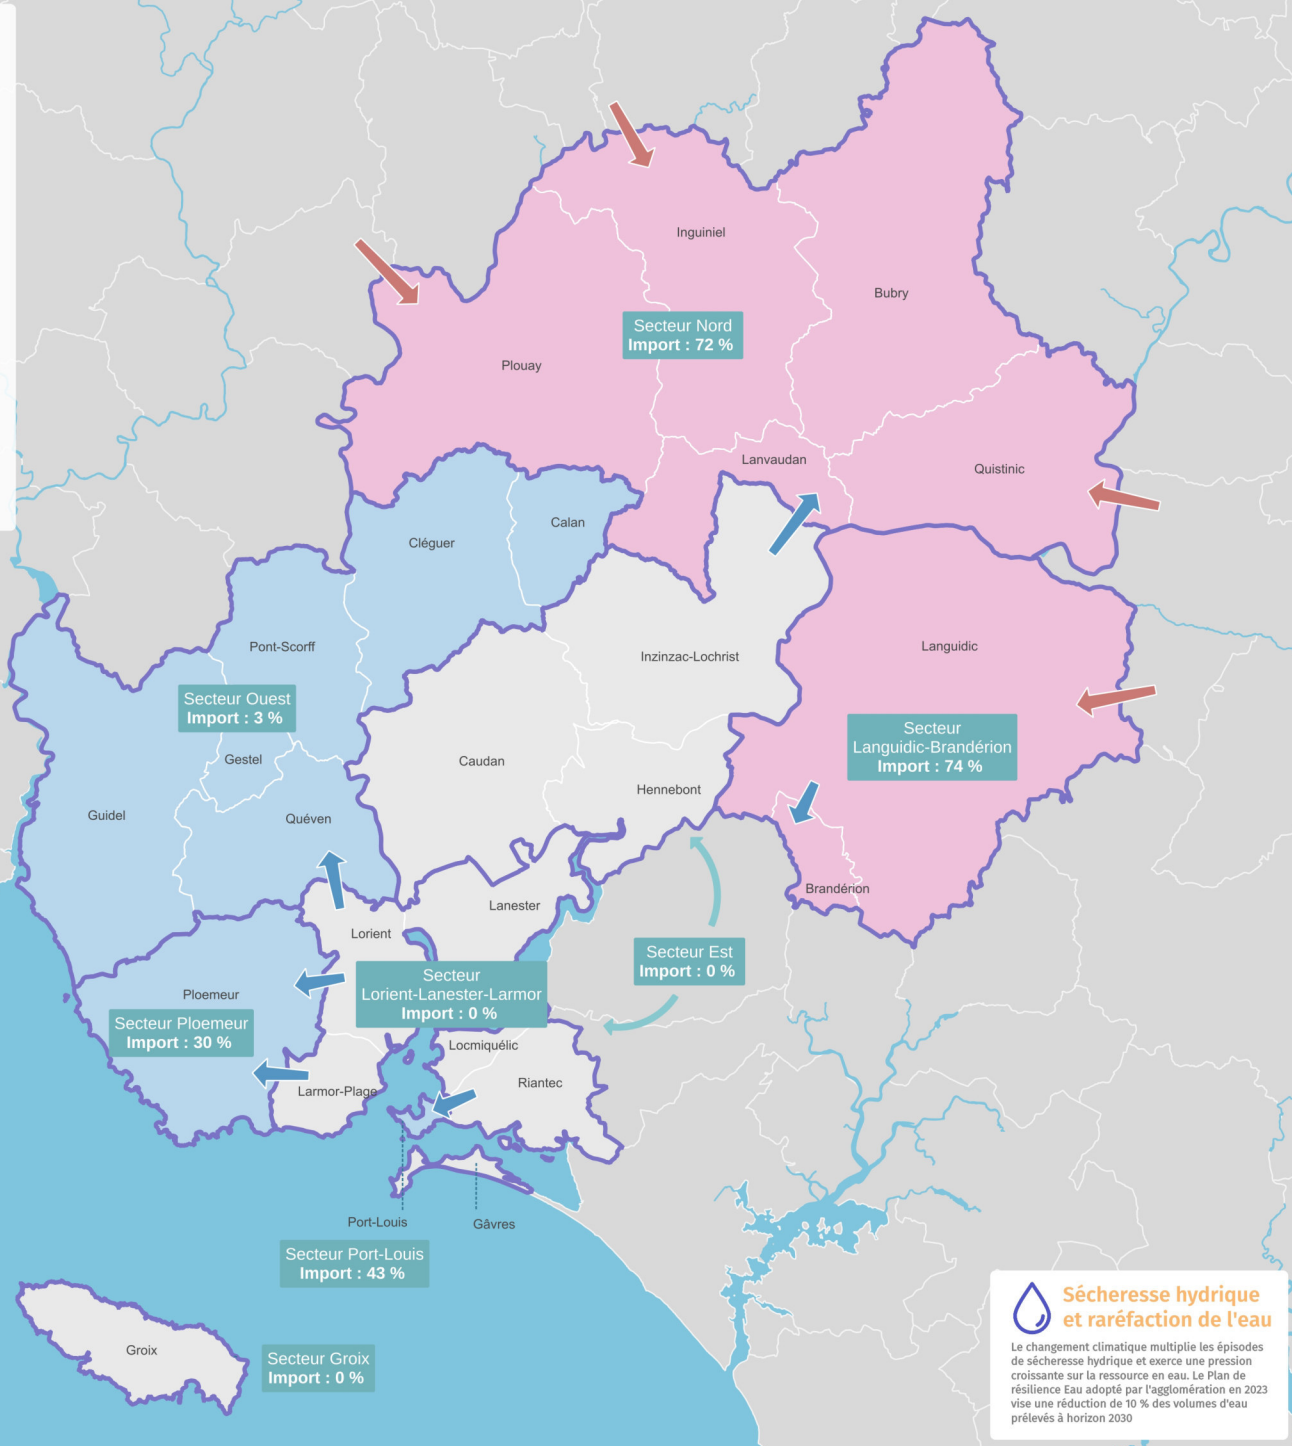 Inguiniel
Bubry
Secteur Nord
Import : 72 %
Plouay
Lanvaudan
Quistinic
Calan
Cléguer
Pont-Scorff
Languidic
Inzinzac-Lochrist
Secteur Ouest
Import : 3 %
Secteur
Languidic-Brandérion
Import : 74 %
Gestel
Caudan
Hennebont
Guidel
Quéven
Brandérion
Lanester
Lorient
Secteur Est
Import : 0 %
Secteur
Lorient-Lanester-Larmor
Import : 0 %
Ploemeur
Secteur Ploemeur
Import : 30 %
Locmiquélic
Riantec
Larmor-Plage
Port-Louis
Gâvres
Secteur Port-Louis
Import : 43 %
Groix
Secteur Groix
Import : 0 %
Sécheresse hydrique
et raréfaction de l'eau
Le changement climatique multiplie les épisodes
de sécheresse hydrique et exerce une pression
croissante sur la ressource en eau. Le Plan de
résilience Eau adopté par l'agglomération en 2023
vise une réduction de 10 % des volumes d'eau
prélevés à horizon 2030